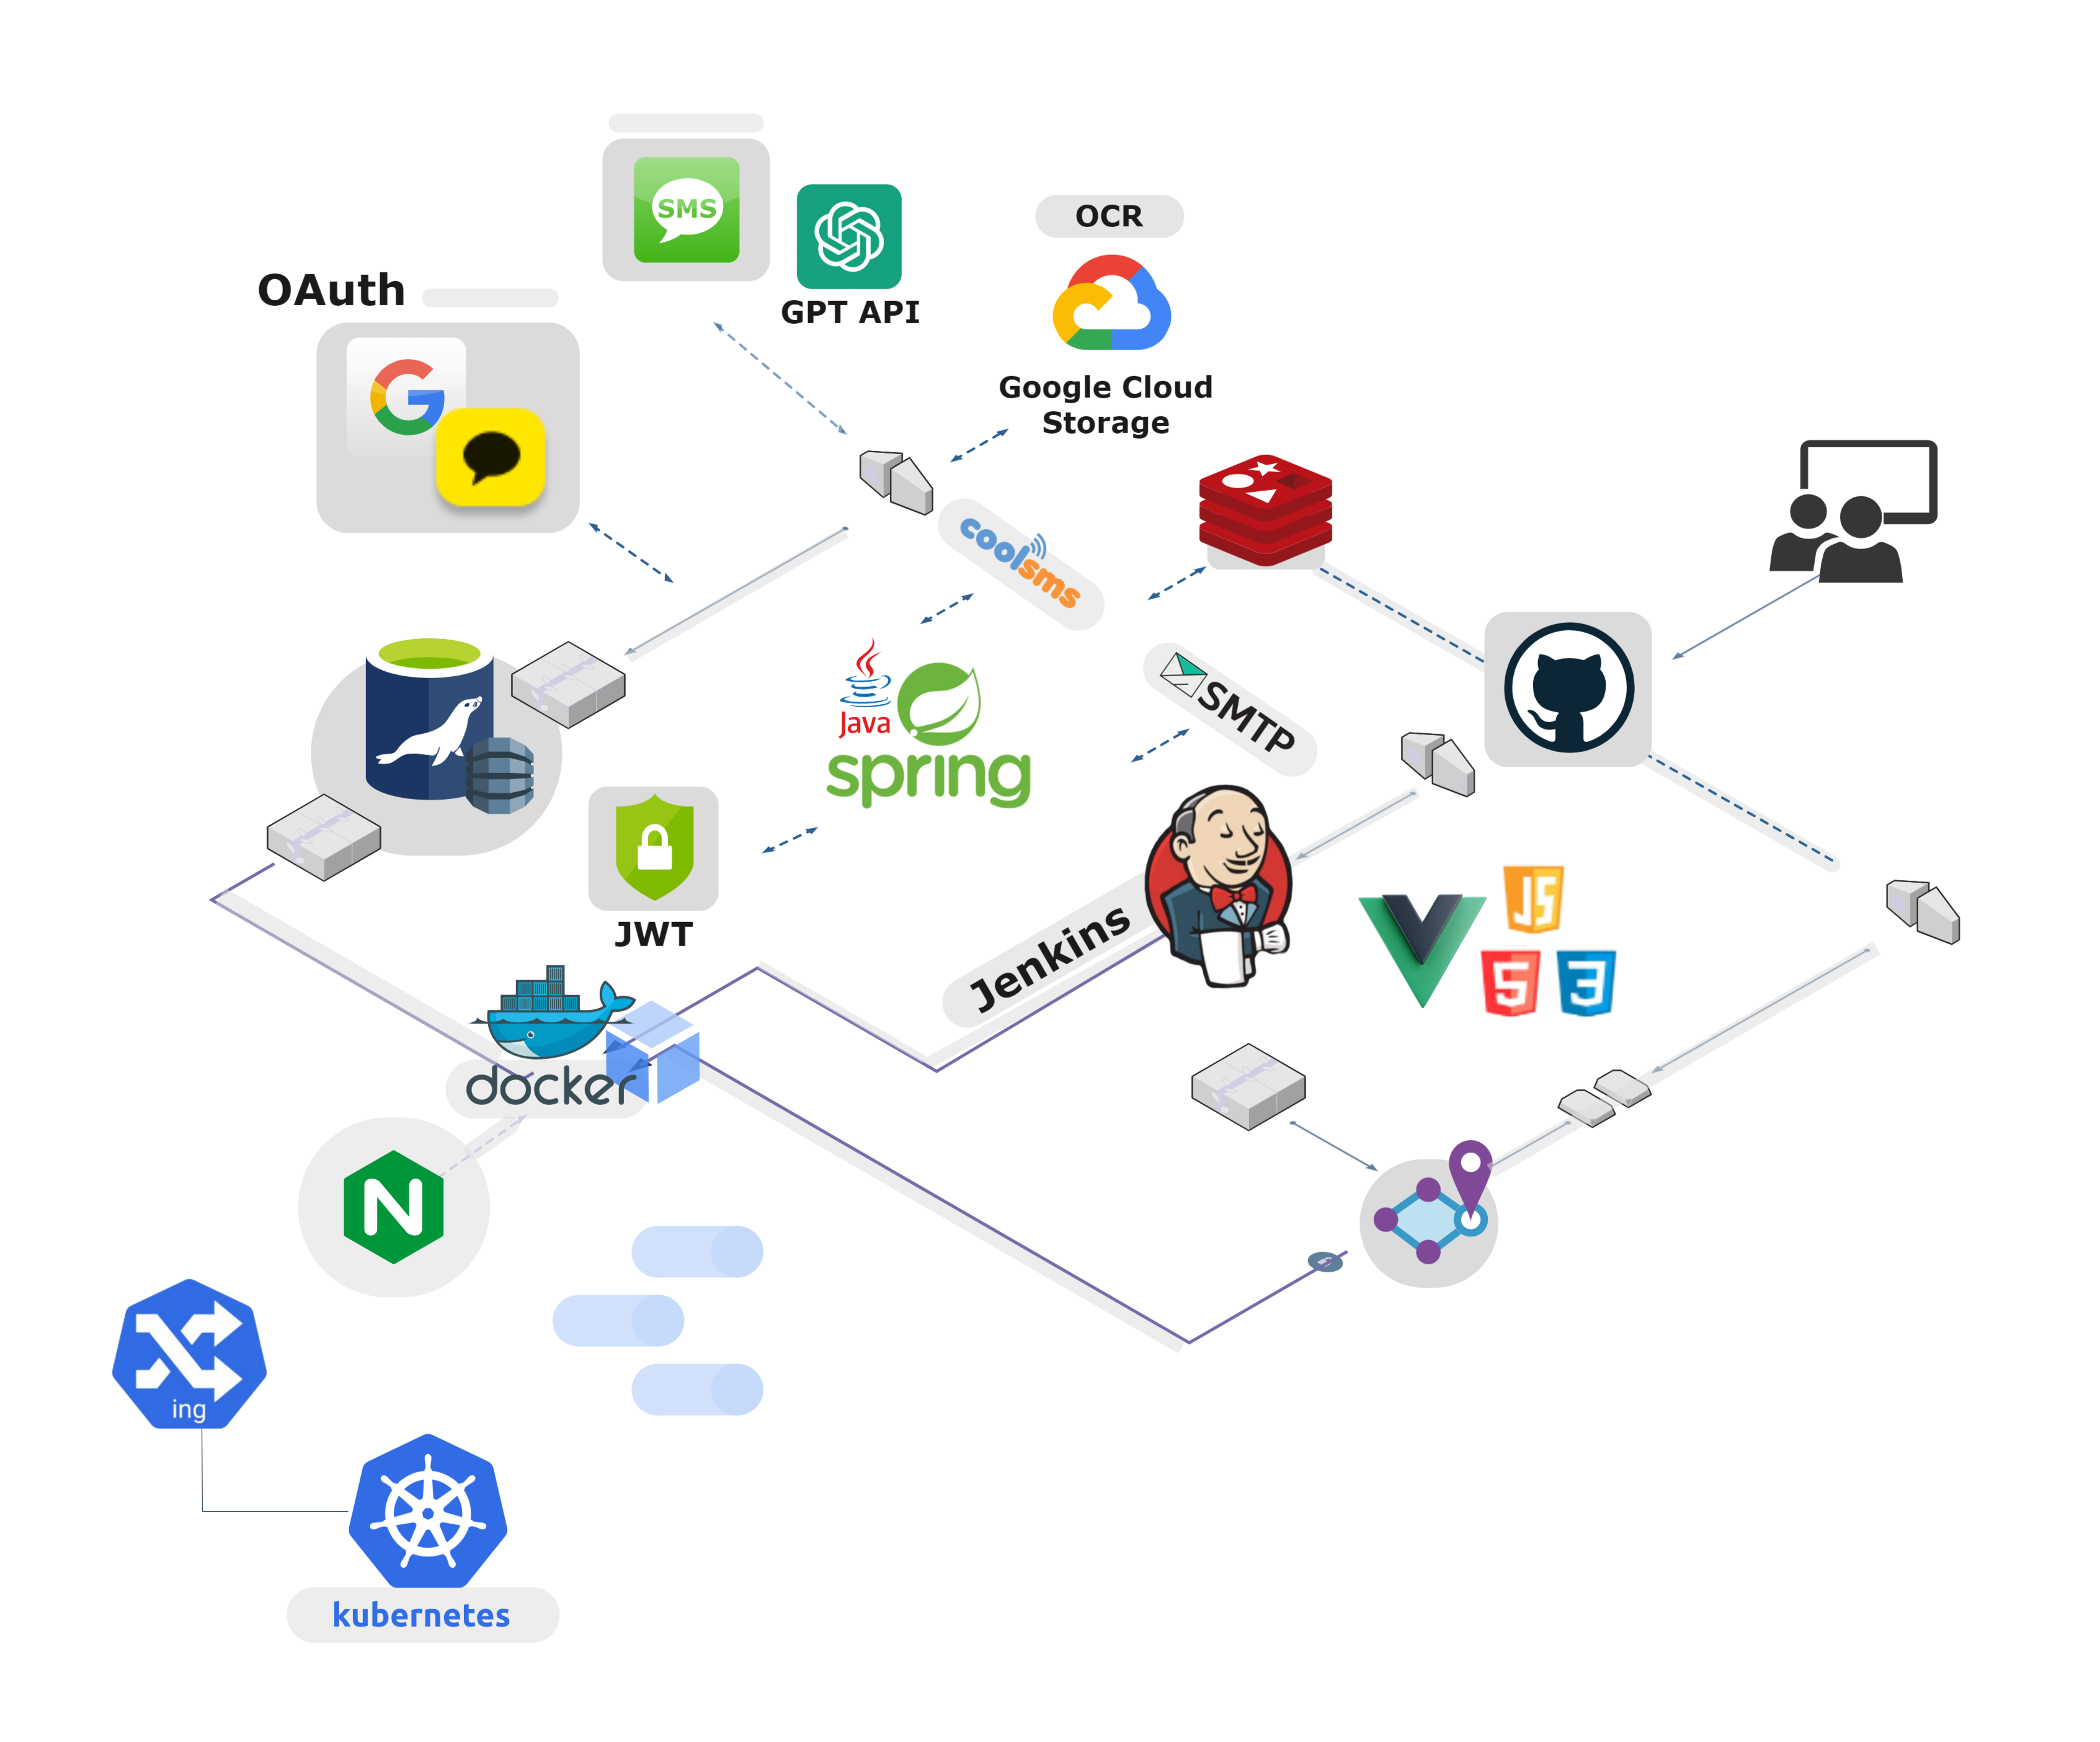 SMS
OCR
GPT API
OAuth
Google Cloud
Storage
coolsms
Java
spring
SMTP
JWT
Jenkins
JS
5
3
docker
N
ing
kubernetes